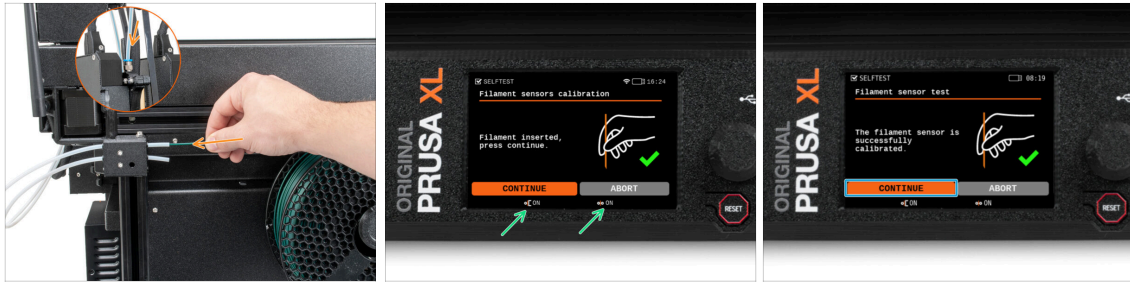 ORIGINAL
PRUSA XL
SELFTEST
16:24
Filament sensors calibration
Filament inserted,
press continue.
CONTINUE
ABORT
ON
ON
RESET
ORIGINAL
PRUSA XL
SELFTEST
08:19
Filament sensor test
The filament sensor is
successfully
calibrated.
CONTINUE
ABORT
ON
ON
RESET